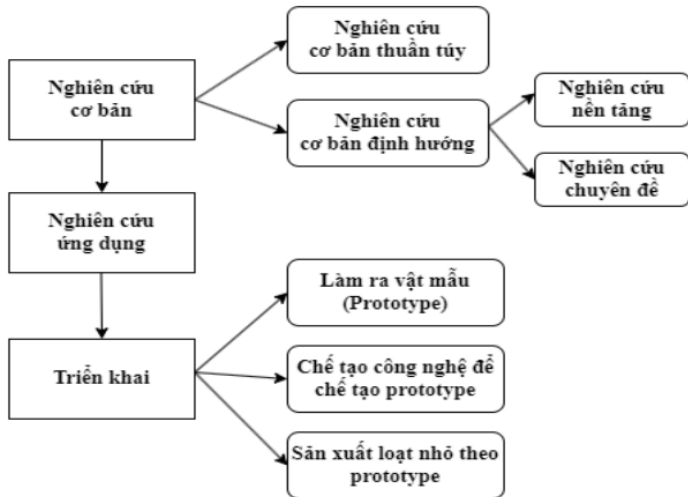 Nghiên cứu
cơ bản thuần túy
Nghiên cứu
cơ bản
Nghiên cứu
cơ bản định hướng
Nghiên cứu
nền tảng
Nghiên cứu
chuyên đề
Nghiên cứu
ứng dụng
Làm ra vật mẫu
(Prototype)
Triển khai
Chế tạo công nghệ để
chế tạo prototype
Sản xuất loạt nhỏ theo
prototype